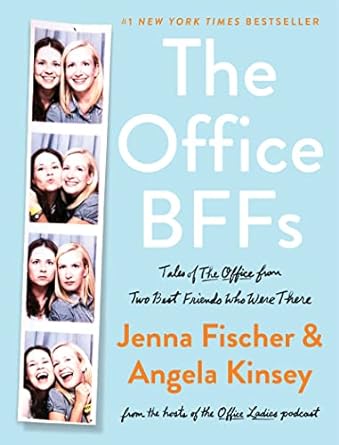 #1 NEW YORK TIMES BESTSELLER
The
Office
BFFs
Tales of The Office from
Two Best Friends Who Were There
Jenna Fischer &
Angela Kinsey
from the hosts of the Office Ladies podcast